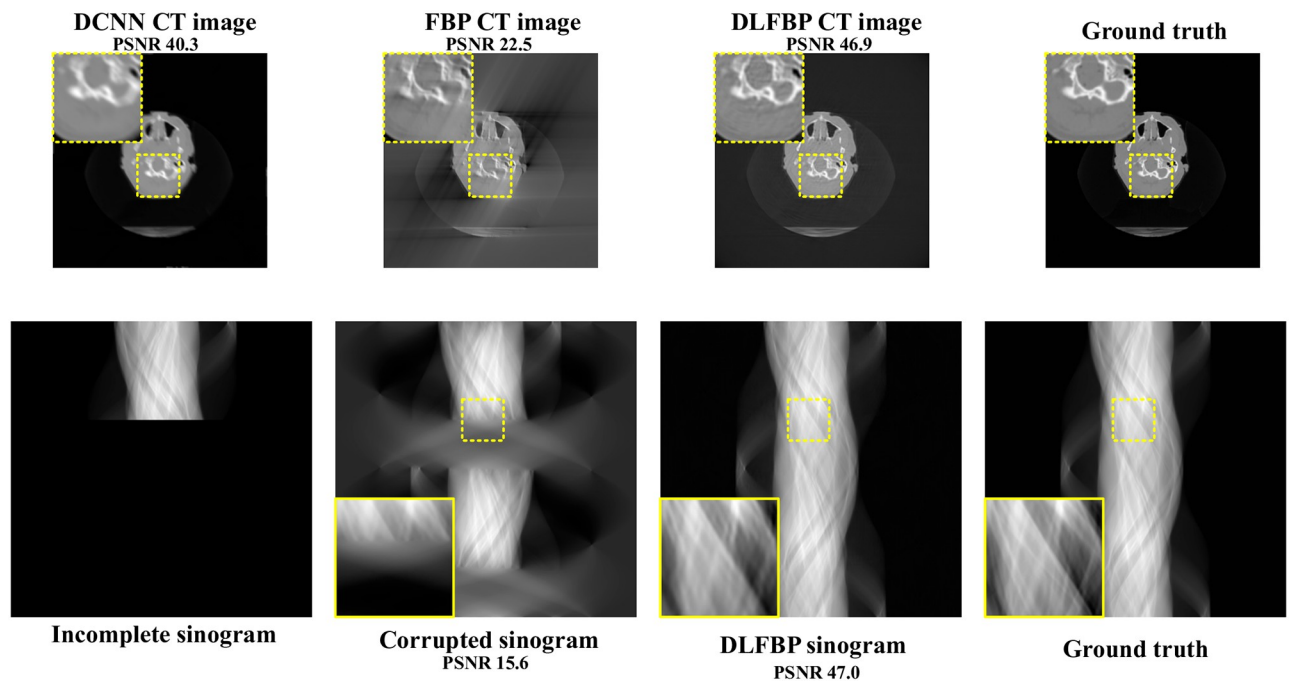 DCNN CT image
PSNR 40.3
FBP CT image
PSNR 22.5
DLFBP CT image
PSNR 46.9
Ground truth
Incomplete sinogram
Corrupted sinogram
PSNR 15.6
DLFBP sinogram
PSNR 47.0
Ground truth